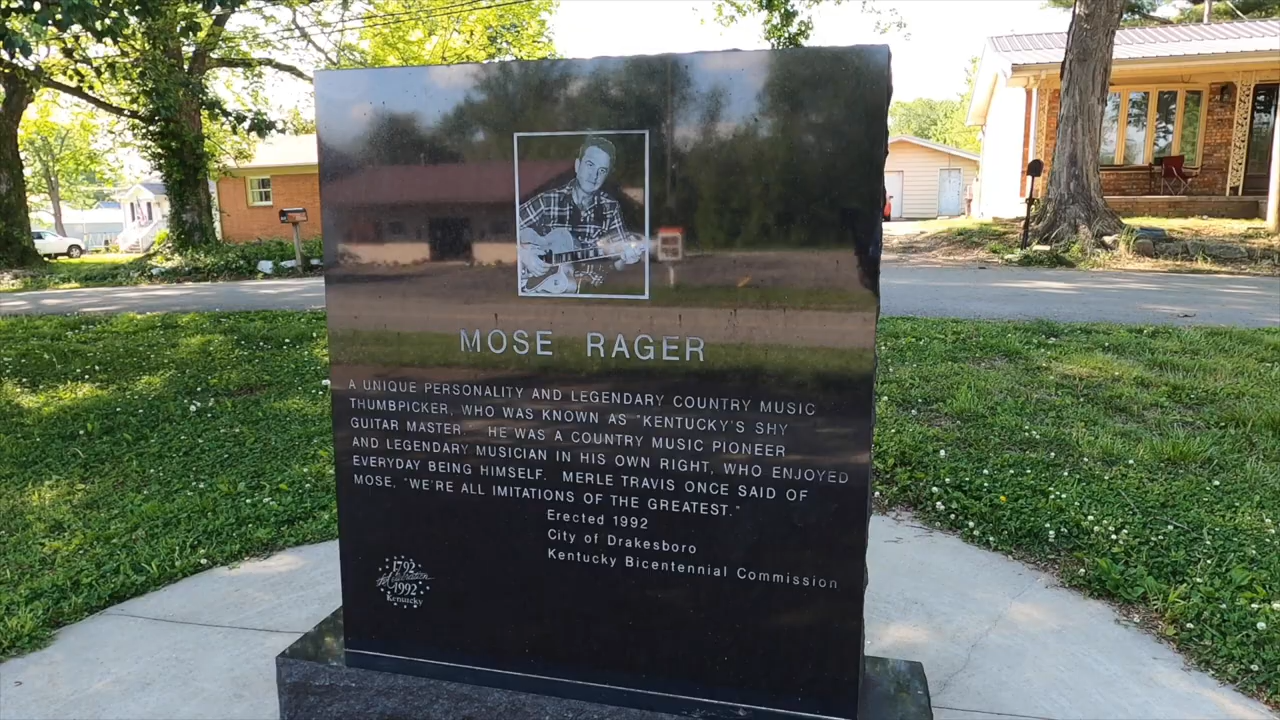 MOSE RAGER
A UNIQUE PERSONALITY AND LEGENDARY COUNTRY MUSIC
THUMBPICKER, WHO WAS KNOWN AS "KENTUCKY'S SHY
GUITAR MASTER. HE WAS A COUNTRY MUSIC PIONEER
AND LEGENDARY MUSICIAN IN HIS OWN RIGHT, WHO ENJOYED
EVERYDAY BEING HIMSELF. MERLE TRAVIS ONCE SAID OF
MOSE, "WE'RE ALL IMITATIONS OF THE GREATEST."
Erected 1992
City of Drakesboro
Kentucky Bicentennial Commission
1792
Celebration
1992
Kentucky